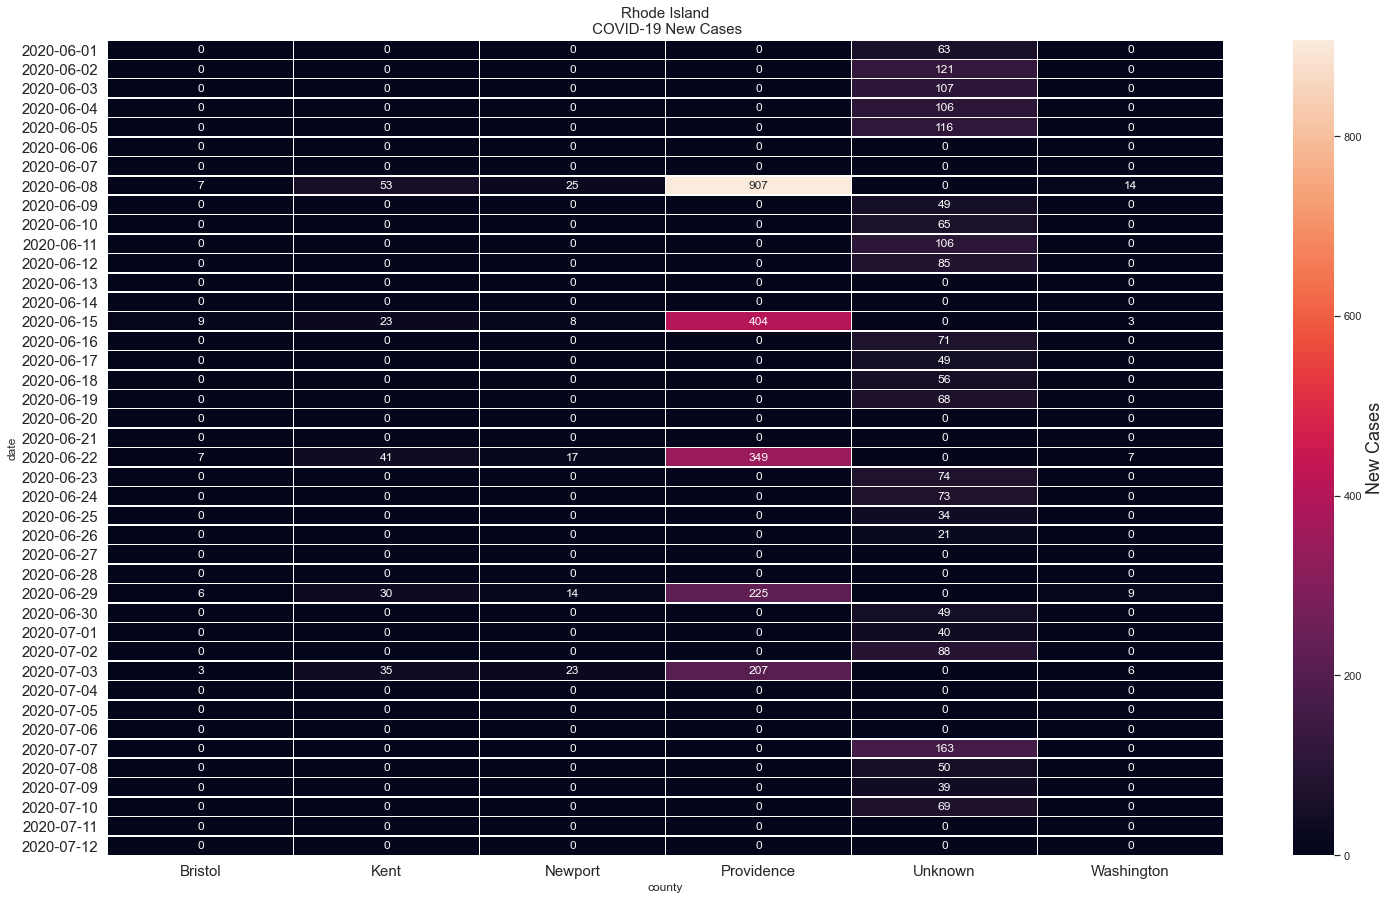 Rhode Island
COVID-19 New Cases
2020-06-01 0 0 0 0 63 0
2020-06-02 0 0 0 0 121 0
2020-06-03 0 0 0 0 107 0
2020-06-04 0 0 0 0 106 0
2020-06-05 0 0 0 0 116 0
2020-06-06 0 0 0 0 0 0
2020-06-07 0 0 0 0 0 0
2020-06-08 7 53 25 907 0 14
2020-06-09 0 0 0 0 49 0
2020-06-10 0 0 0 0 65 0
2020-06-11 0 0 0 0 106 0
2020-06-12 0 0 0 0 85 0
2020-06-13 0 0 0 0 0 0
2020-06-14 0 0 0 0 0 0
2020-06-15 9 23 8 404 0 3
2020-06-16 0 0 0 0 71 0
2020-06-17 0 0 0 0 49 0
2020-06-18 0 0 0 0 56 0
2020-06-19 0 0 0 0 68 0
2020-06-20 0 0 0 0 0 0
2020-06-21 0 0 0 0 0 0
2020-06-22 7 41 17 349 0 7
2020-06-23 0 0 0 0 74 0
2020-06-24 0 0 0 0 73 0
2020-06-25 0 0 0 0 34 0
2020-06-26 0 0 0 0 21 0
2020-06-27 0 0 0 0 0 0
2020-06-28 0 0 0 0 0 0
2020-06-29 6 30 14 225 0 9
2020-06-30 0 0 0 0 49 0
2020-07-01 0 0 0 0 40 0
2020-07-02 0 0 0 0 88 0
2020-07-03 3 35 23 207 0 6
2020-07-04 0 0 0 0 0 0
2020-07-05 0 0 0 0 0 0
2020-07-06 0 0 0 0 0 0
2020-07-07 0 0 0 0 163 0
2020-07-08 0 0 0 0 50 0
2020-07-09 0 0 0 0 39 0
2020-07-10 0 0 0 0 69 0
2020-07-11 0 0 0 0 0 0
2020-07-12 0 0 0 0 0 0
Bristol Kent Newport Providence Unknown Washington
county
date
800
600
400
200
0
New Cases